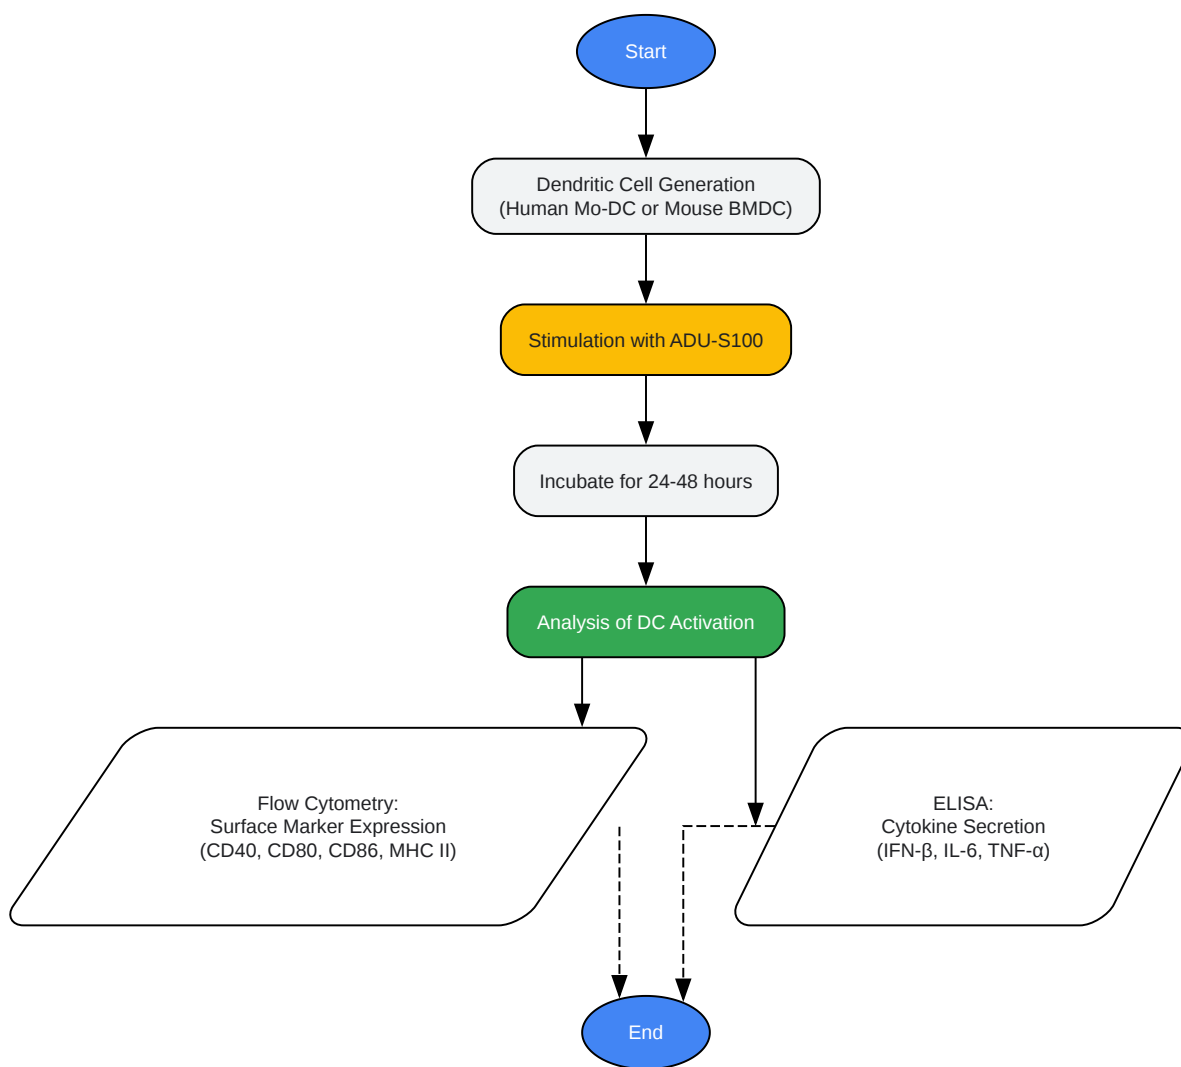 Start
Dendritic Cell Generation
(Human Mo-DC or Mouse BMDC)
Stimulation with ADU-S100
Incubate for 24-48 hours
Analysis of DC Activation
Flow Cytometry:
Surface Marker Expression
(CD40, CD80, CD86, MHC II)
ELISA:
Cytokine Secretion
(IFN-β, IL-6, TNF-α)
End